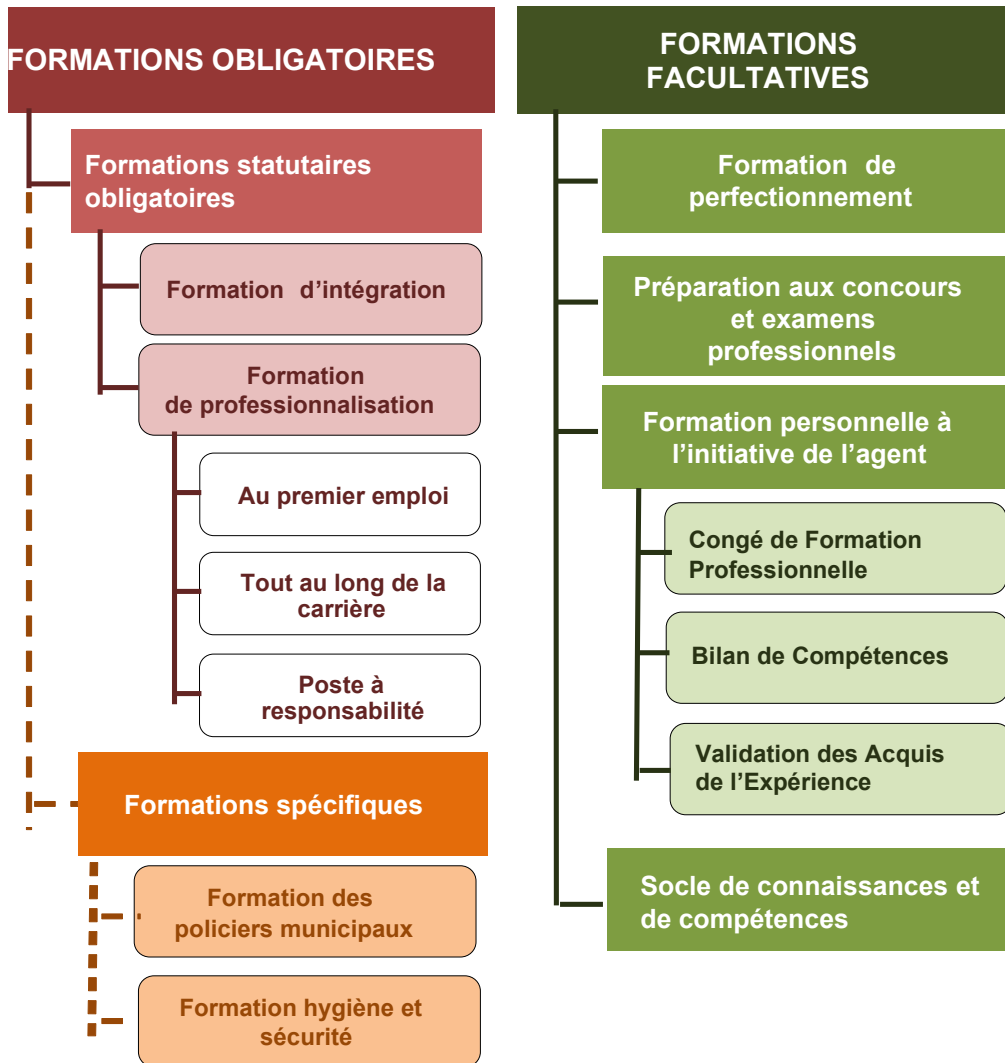 FORMATIONS OBLIGATOIRES
Formations statutaires
obligatoires
Formation d’intégration
Formation
de professionnalisation
Au premier emploi
Tout au long de la
carrière
Poste à
responsabilité
Formations spécifiques
Formation des
policiers municipaux
Formation hygiène et
sécurité
FORMATIONS
FACULTATIVES
Formation de
perfectionnement
Préparation aux concours
et examens
professionnels
Formation personnelle à
l’initiative de l’agent
Congé de Formation
Professionnelle
Bilan de Compétences
Validation des Acquis
de l’Expérience
Socle de connaissances et
de compétences